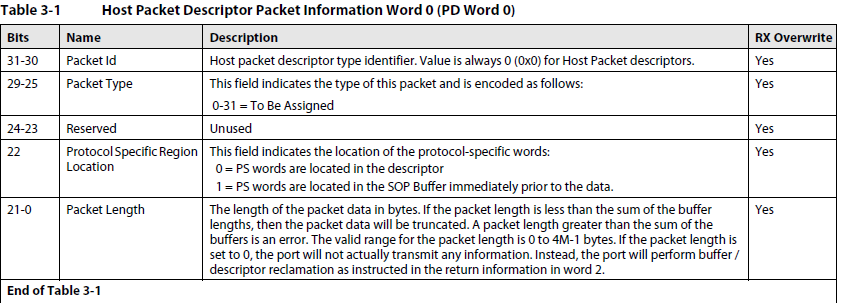 Table 3-1 Host Packet Descriptor Packet Information Word 0 (PD Word 0)
Bits Name Description RX Overwrite
31-30 Packet Id Host packet descriptor type identifier. Value is always 0 (0x0) for Host Packet descriptors. Yes
29-25 Packet Type This field indicates the type of this packet and is encoded as follows: Yes
0-31 = To Be Assigned
24-23 Reserved Unused Yes
22 Protocol Specific Region This field indicates the location of the protocol-specific words: Yes
Location 0 = PS words are located in the descriptor
1 = PS words are located in the SOP Buffer immediately prior to the data.
21-0 Packet Length The length of the packet data in bytes. If the packet length is less than the sum of the buffer Yes
lengths, then the packet data will be truncated. A packet length greater than the sum of the
buffers is an error. The valid range for the packet length is 0 to 4M-1 bytes. If the packet length is
set to 0, the port will not actually transmit any information. Instead, the port will perform buffer /
descriptor reclamation as instructed in the return information in word 2.
End of Table 3-1